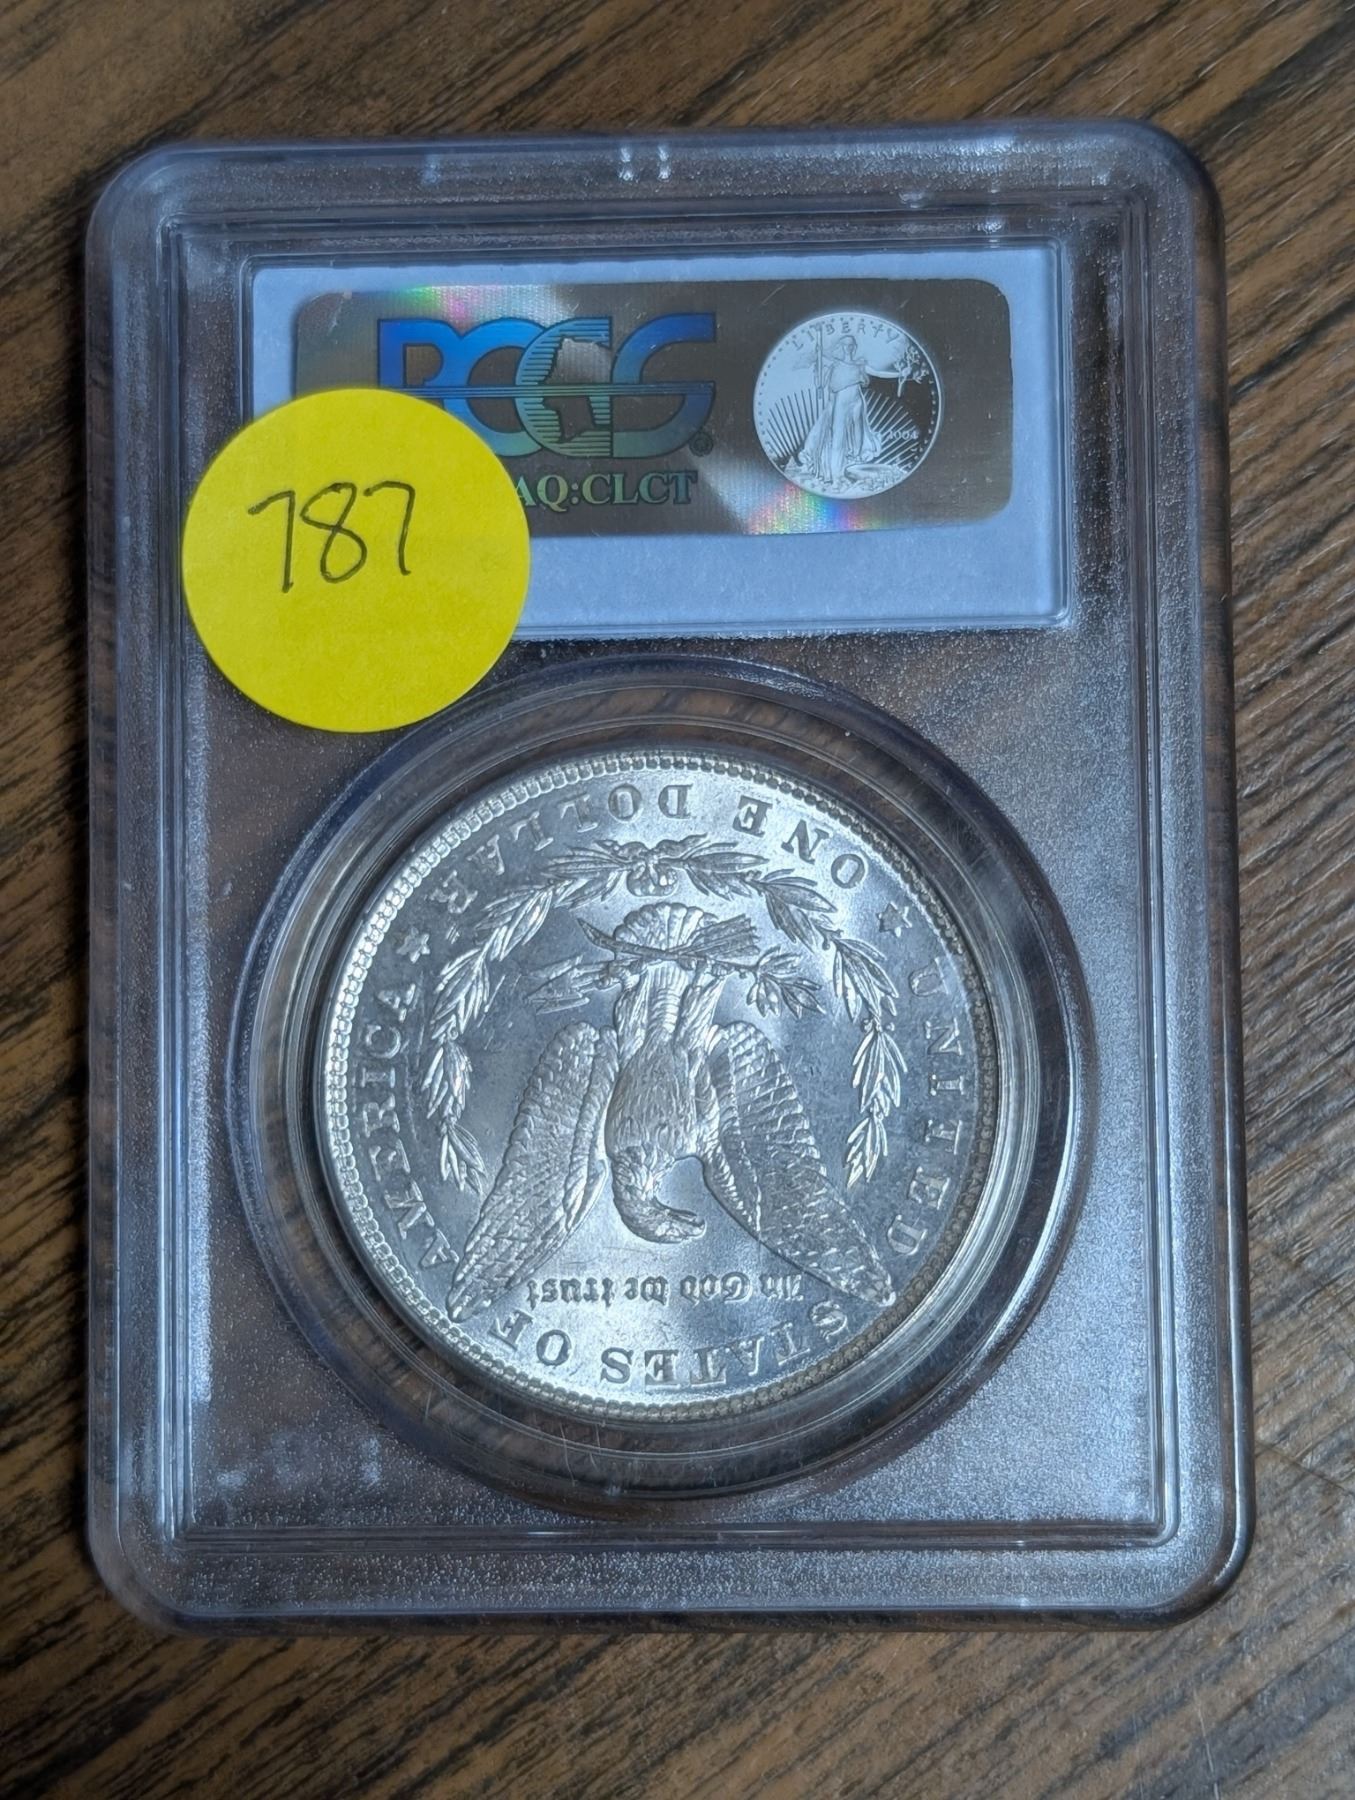 PCGS
AQ:CLCT
LIBERTY
787
UNITED STATES OF AMERICA
In God we trust
ONE DOLLAR